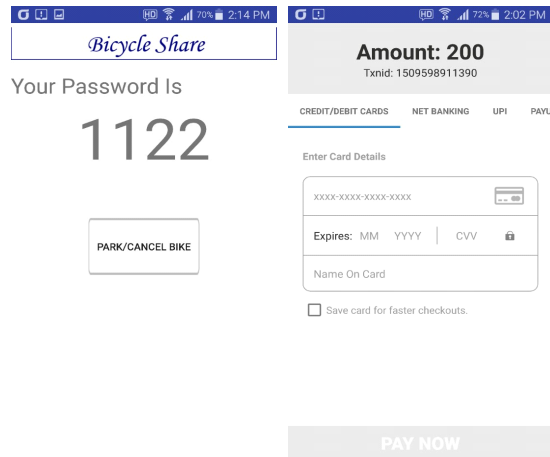 HD 70% 2:14 PM
Bicycle Share
Your Password Is
1122
PARK/CANCEL BIKE
HD 72% 2:02 PM
Amount: 200
Txnid: 1509598911390
CREDIT/DEBIT CARDS NET BANKING UPI PAYU
Enter Card Details
xxxx-xxxx-xxxx-xxxx
Expires: MM YYYY CVV
Name On Card
Save card for faster checkouts.
PAY NOW